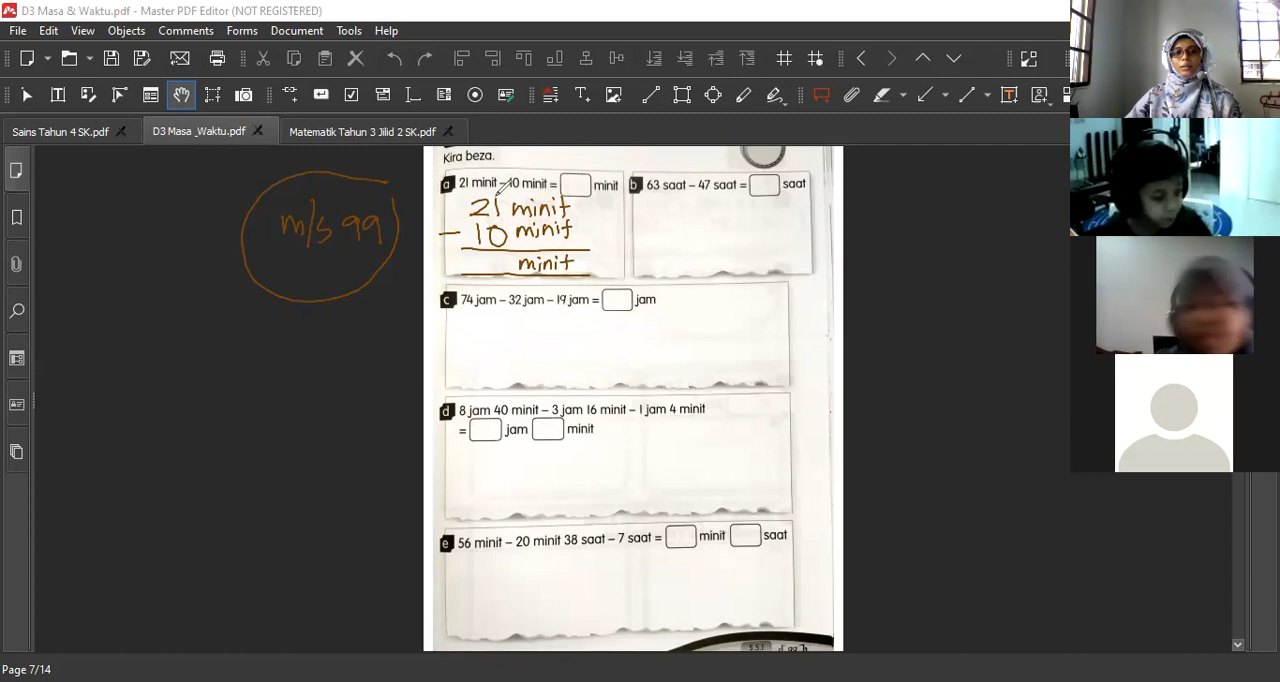 D3 Masa & Waktu.pdf - Master PDF Editor (NOT REGISTERED)
File Edit View Objects Comments Forms Document Tools Help
Sains Tahun 4 SK.pdf D3 Masa _Waktu.pdf Matematik Tahun 3 Jilid 2 SK.pdf
m/s 99
Kira beza.
a 21 minit – 10 minit = minit
21 minit
– 10 minit
minit
b 63 saat – 47 saat = saat
c 74 jam – 32 jam – 19 jam = jam
d 8 jam 40 minit – 3 jam 16 minit – 1 jam 4 minit
= jam minit
e 56 minit – 20 minit 38 saat – 7 saat = minit saat
5.5.1
Page 7/14